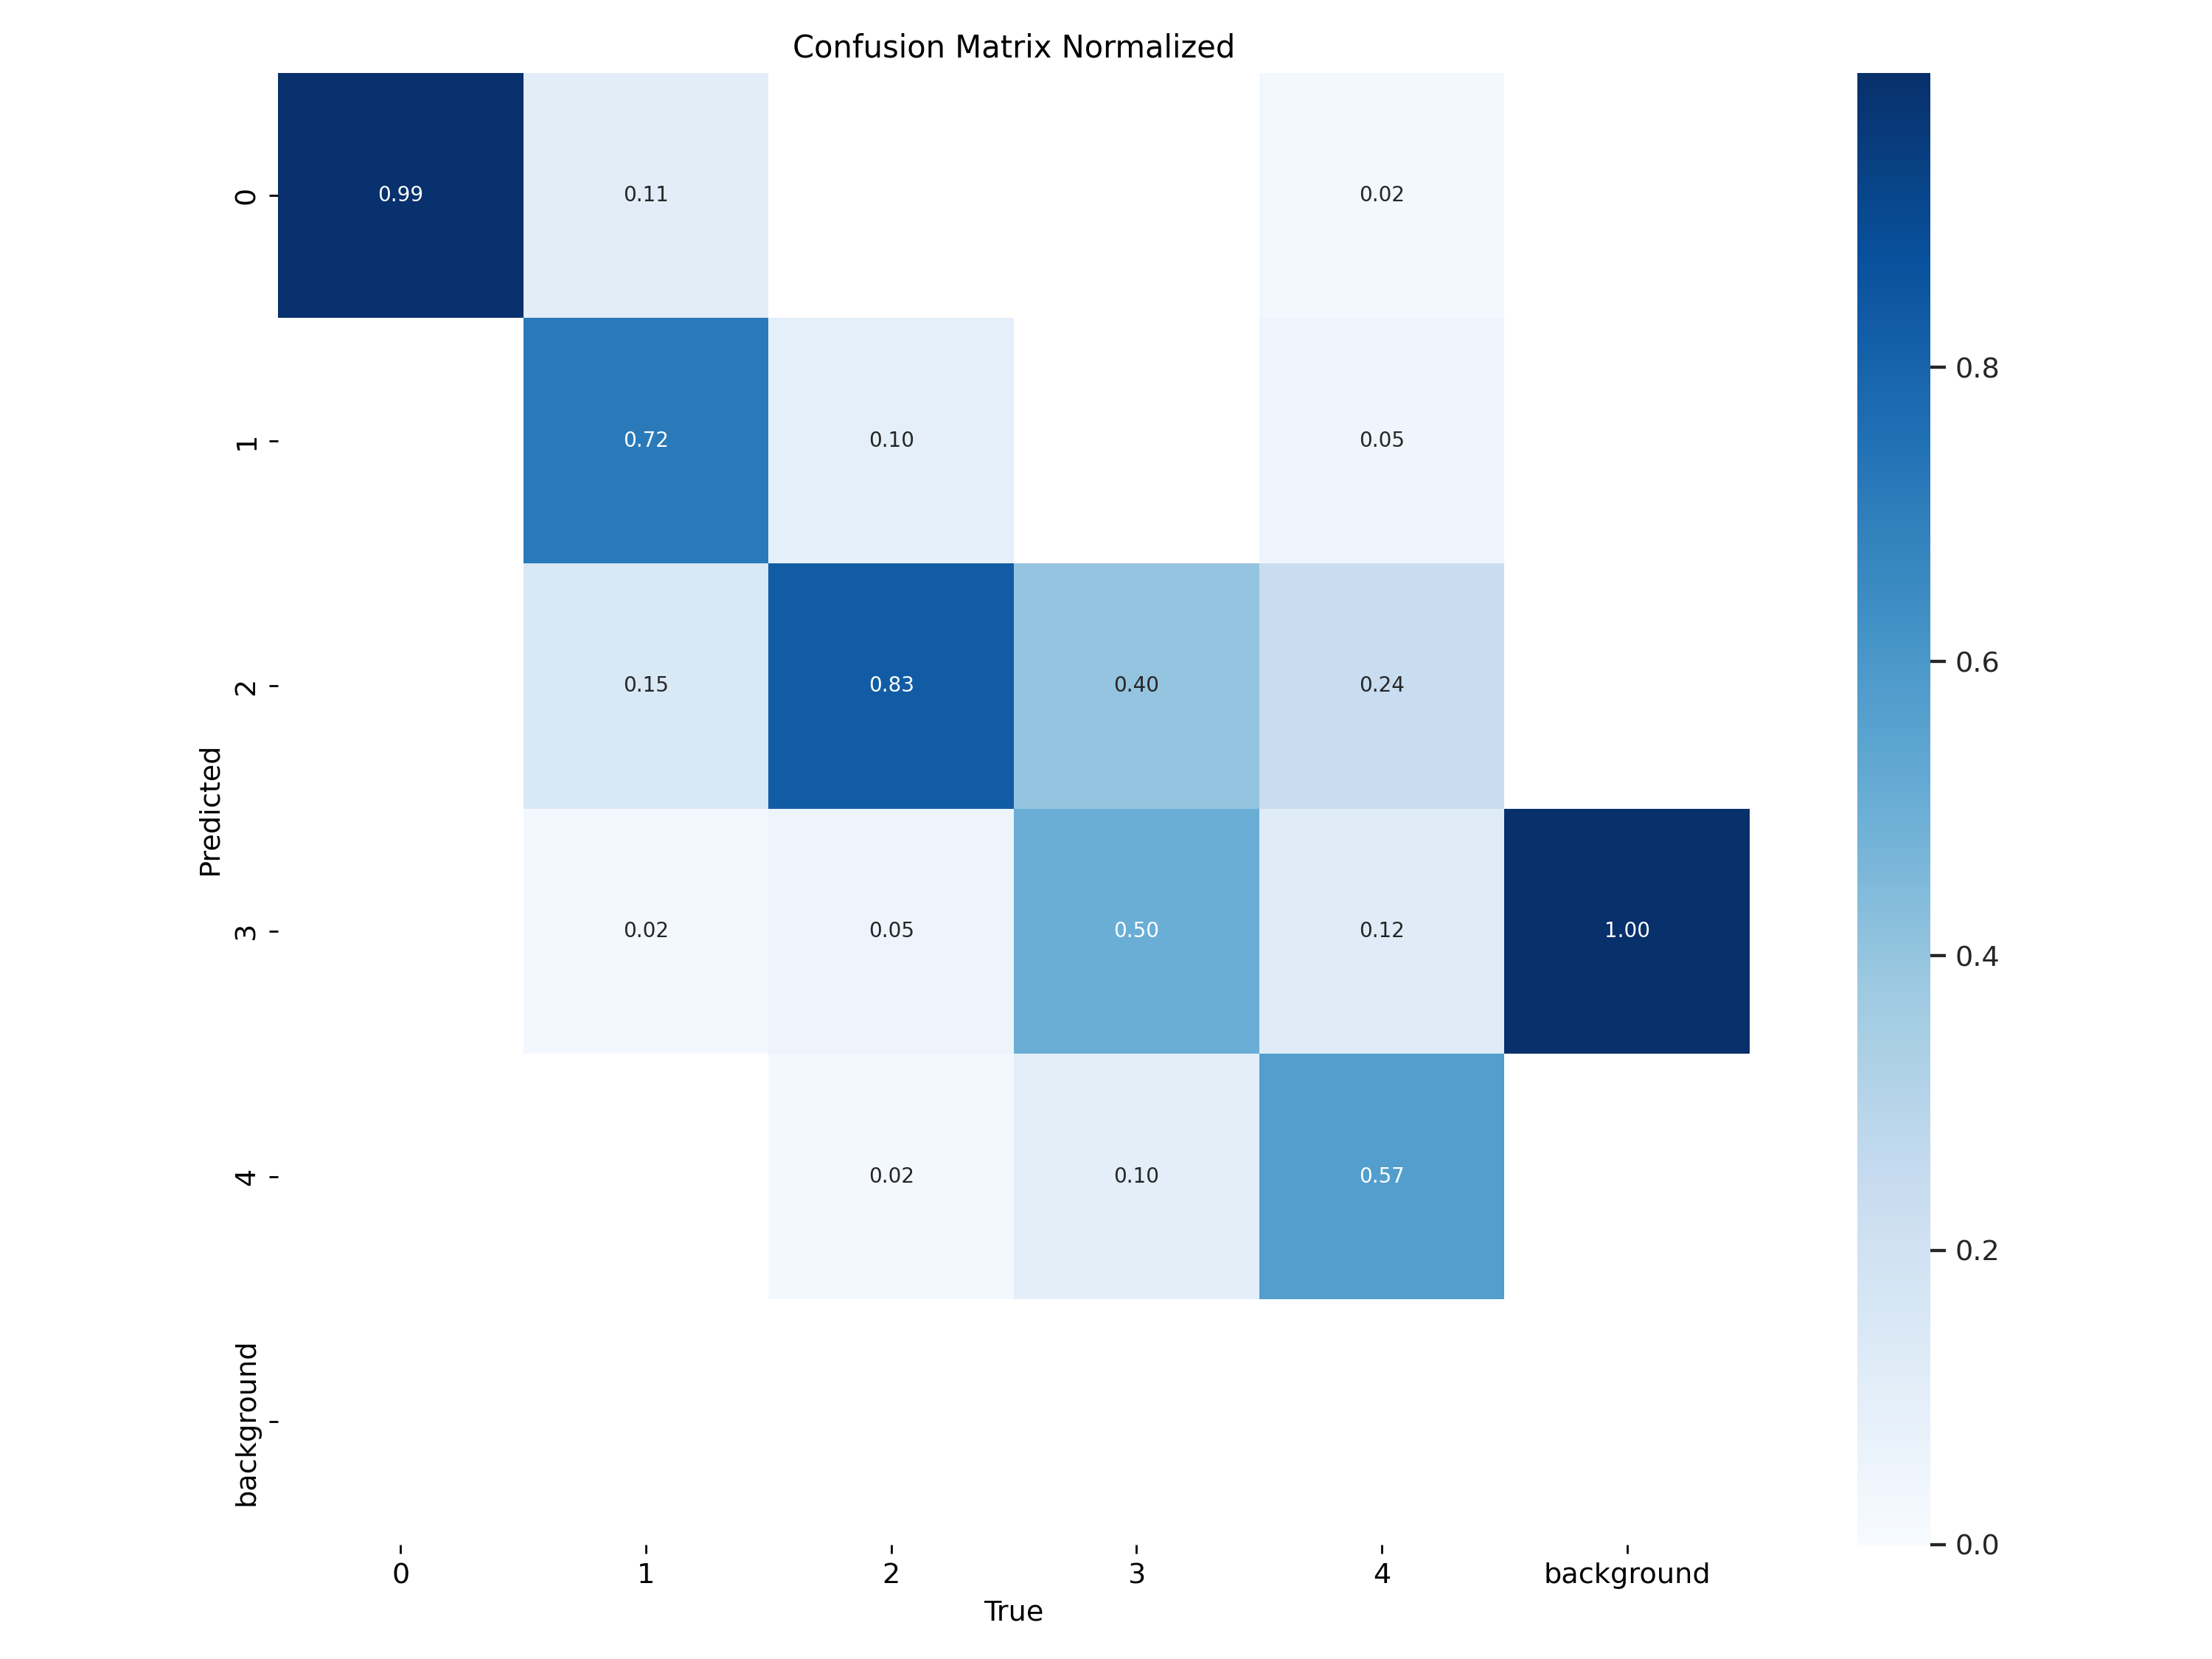 Confusion Matrix Normalized
0 0.99 0.11 0.02
1 0.72 0.10 0.05
2 0.15 0.83 0.40 0.24
3 0.02 0.05 0.50 0.12 1.00
4 0.02 0.10 0.57
background
Predicted
0 1 2 3 4 background
True
0.8
0.6
0.4
0.2
0.0